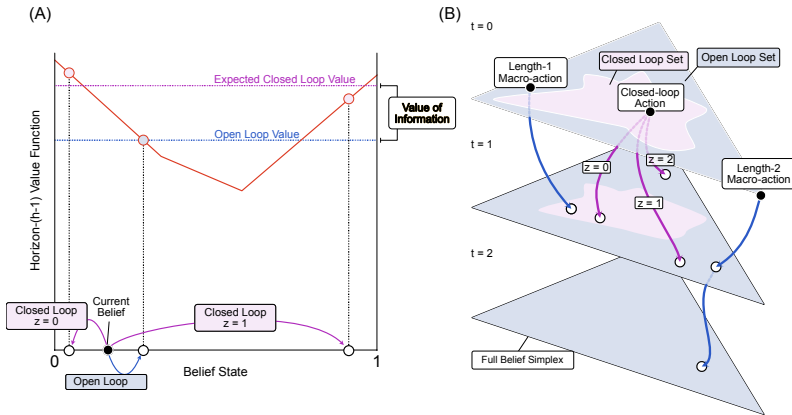 (A)
Horizon-(h-1) Value Function
Expected Closed Loop Value
Open Loop Value
Value of
Information
Closed Loop
z = 0
Current
Belief
Closed Loop
z = 1
0
Belief State
1
Open Loop
(B)
t = 0
Length-1
Macro-action
Closed Loop Set
Open Loop Set
Closed-loop
Action
t = 1
z = 0
z = 2
z = 1
Length-2
Macro-action
t = 2
Full Belief Simplex